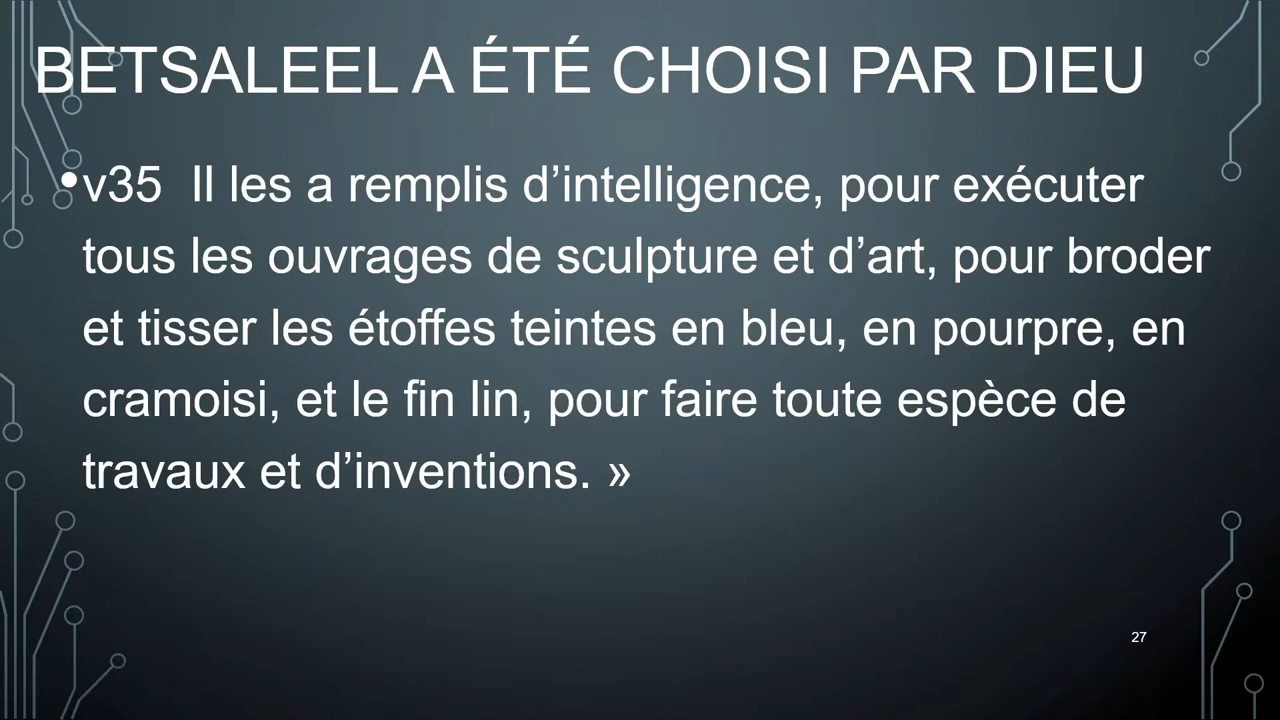 BETSALEEL A ÉTÉ CHOISI PAR DIEU
•v35  Il les a remplis d’intelligence, pour exécuter
tous les ouvrages de sculpture et d’art, pour broder
et tisser les étoffes teintes en bleu, en pourpre, en
cramoisi, et le fin lin, pour faire toute espèce de
travaux et d’inventions. »
27